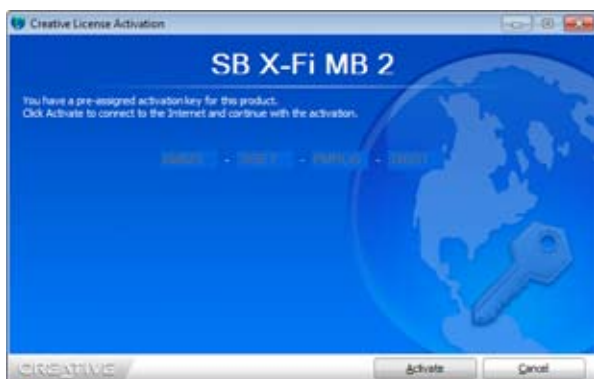 Creative License Activation
SB X-Fi MB 2
You have a pre-assigned activation key for this product.
Click Activate to connect to the Internet and continue with the activation.
CREATIVE
Activate
Cancel